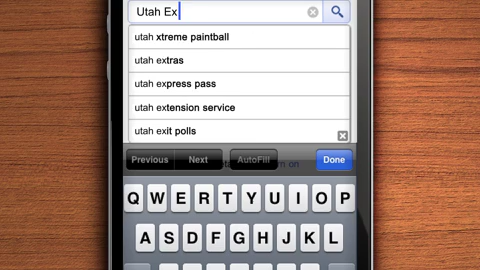 Utah Ex
utah xtreme paintball
utah extras
utah express pass
utah extension service
utah exit polls
Previous Next AutoFill Done
Q W E R T Y U I O P
A S D F G H J K L